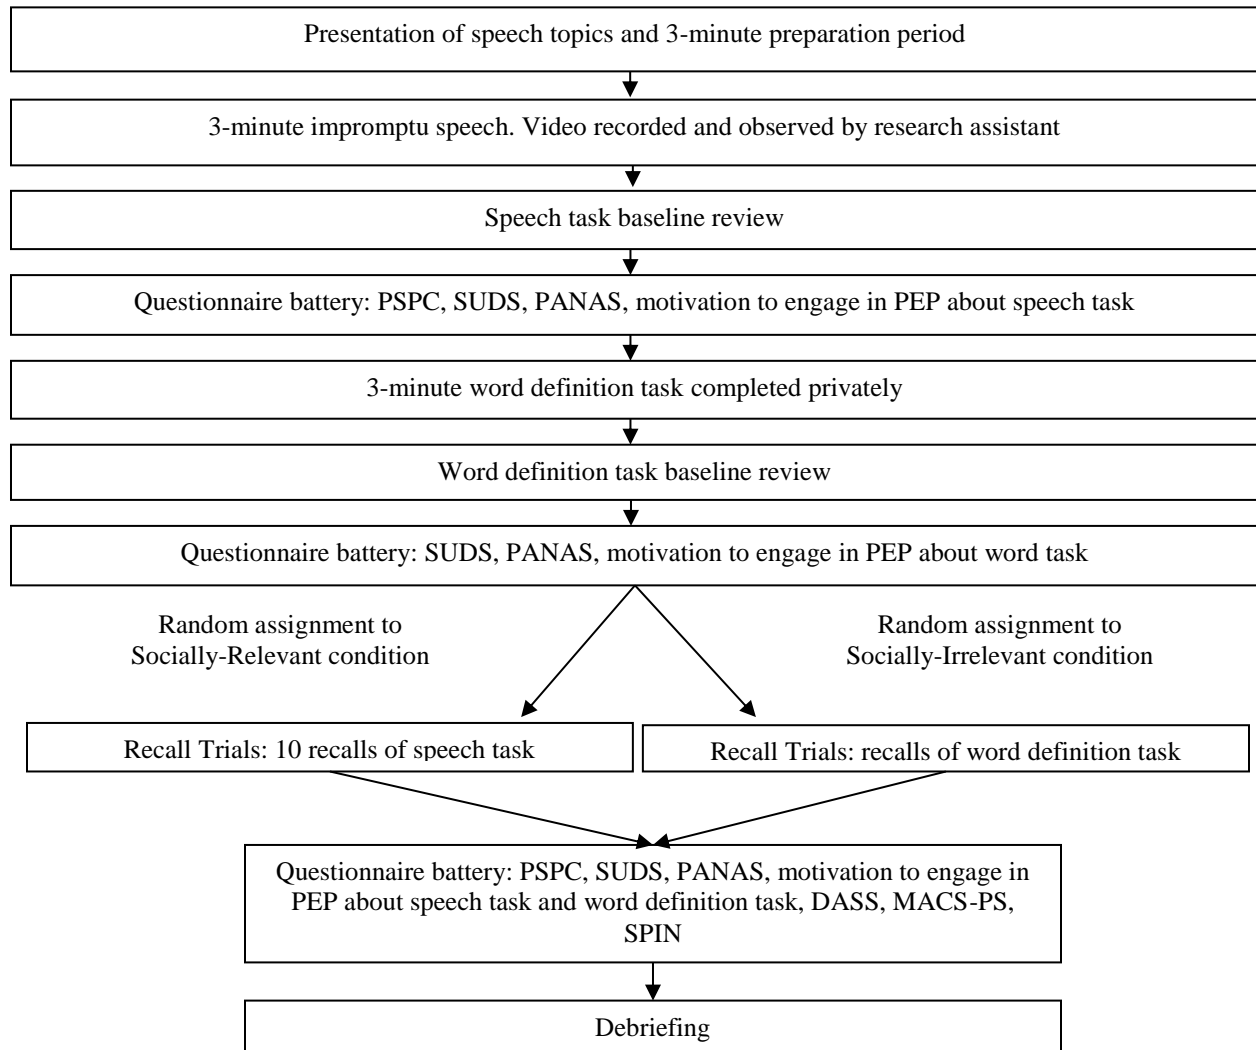 Presentation of speech topics and 3-minute preparation period
3-minute impromptu speech. Video recorded and observed by research assistant
Speech task baseline review
Questionnaire battery: PSPC, SUDS, PANAS, motivation to engage in PEP about speech task
3-minute word definition task completed privately
Word definition task baseline review
Questionnaire battery: SUDS, PANAS, motivation to engage in PEP about word task
Random assignment to
Socially-Relevant condition
Random assignment to
Socially-Irrelevant condition
Recall Trials: 10 recalls of speech task
Recall Trials: recalls of word definition task
Questionnaire battery: PSPC, SUDS, PANAS, motivation to engage in
PEP about speech task and word definition task, DASS, MACS-PS,
SPIN
Debriefing